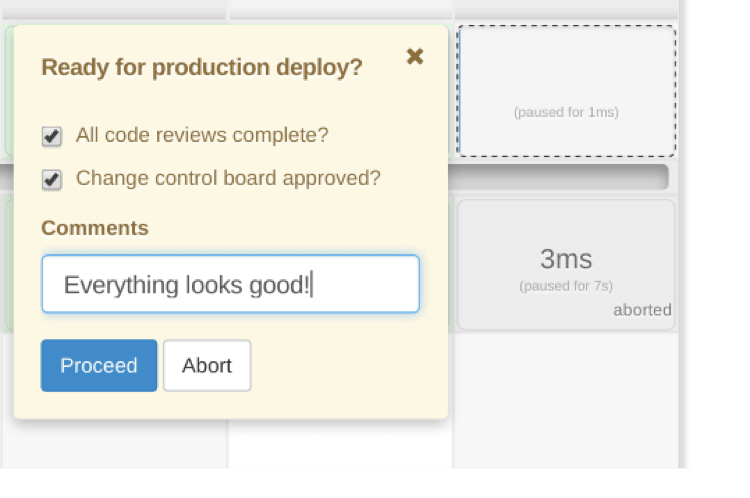 Ready for production deploy?
All code reviews complete?
Change control board approved?
Comments
Everything looks good!
Proceed Abort
(paused for 1ms)
3ms
(paused for 7s)
aborted